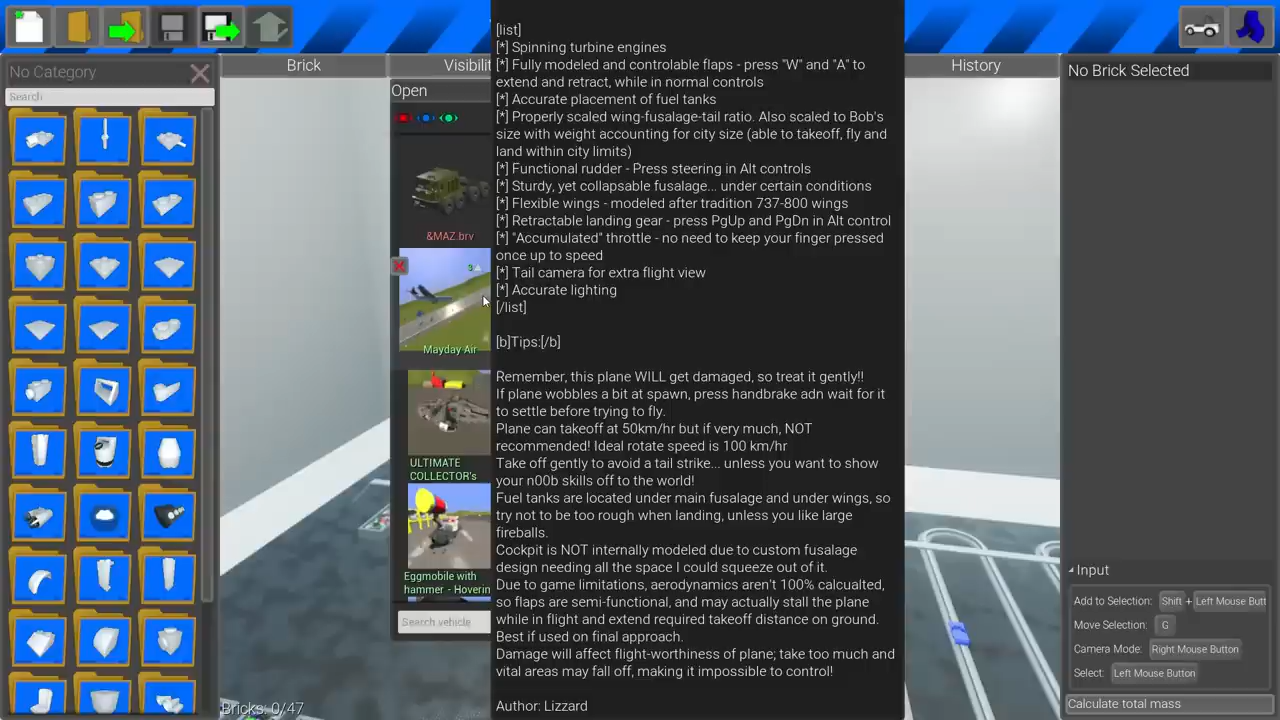 No Category
Search
Brick
Visibili
Open
&MAZ.brv
Mayday Air
ULTIMATE
COLLECTOR's
Eggmobile with
hammer - Hoverin
Search vehicle
Bricks: 0/47
[list]
[*] Spinning turbine engines
[*] Fully modeled and controlable flaps - press "W" and "A" to
extend and retract, while in normal controls
[*] Accurate placement of fuel tanks
[*] Properly scaled wing-fusalage-tail ratio. Also scaled to Bob's
size with weight accounting for city size (able to takeoff, fly and
land within city limits)
[*] Functional rudder - Press steering in Alt controls
[*] Sturdy, yet collapsable fusalage... under certain conditions
[*] Flexible wings - modeled after tradition 737-800 wings
[*] Retractable landing gear - press PgUp and PgDn in Alt control
[*] "Accumulated" throttle - no need to keep your finger pressed
once up to speed
[*] Tail camera for extra flight view
[*] Accurate lighting
[/list]
[b]Tips:[/b]
Remember, this plane WILL get damaged, so treat it gently!!
If plane wobbles a bit at spawn, press handbrake adn wait for it
to settle before trying to fly.
Plane can takeoff at 50km/hr but if very much, NOT
recommended! Ideal rotate speed is 100 km/hr
Take off gently to avoid a tail strike... unless you want to show
your n00b skills off to the world!
Fuel tanks are located under main fusalage and under wings, so
try not to be too rough when landing, unless you like large
fireballs.
Cockpit is NOT internally modeled due to custom fusalage
design needing all the space I could squeeze out of it.
Due to game limitations, aerodynamics aren't 100% calcualted,
so flaps are semi-functional, and may actually stall the plane
while in flight and extend required takeoff distance on ground.
Best if used on final approach.
Damage will affect flight-worthiness of plane; take too much and
vital areas may fall off, making it impossible to control!
Author: Lizzard
History
No Brick Selected
Input
Add to Selection: Shift + Left Mouse Butt
Move Selection: G
Camera Mode: Right Mouse Button
Select: Left Mouse Button
Calculate total mass